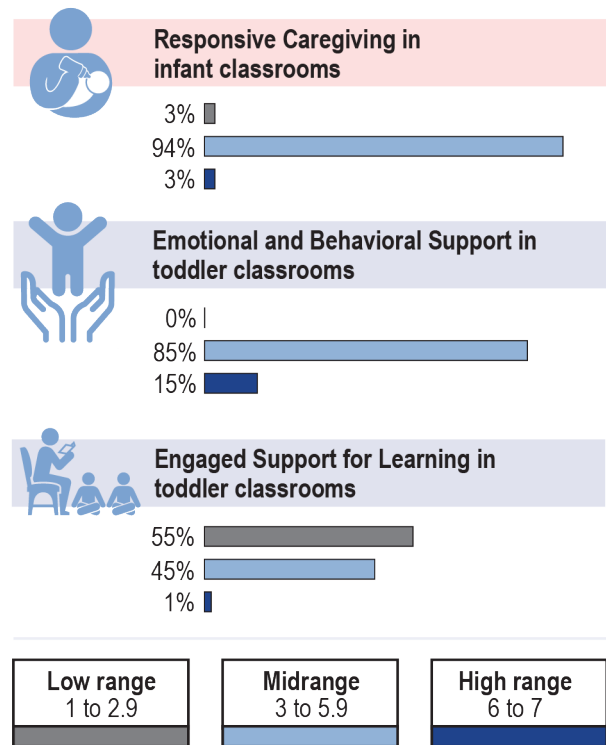 Responsive Caregiving in
infant classrooms
3%
94%
3%
Emotional and Behavioral Support in
toddler classrooms
0%
85%
15%
Engaged Support for Learning in
toddler classrooms
55%
45%
1%
Low range
1 to 2.9
Midrange
3 to 5.9
High range
6 to 7